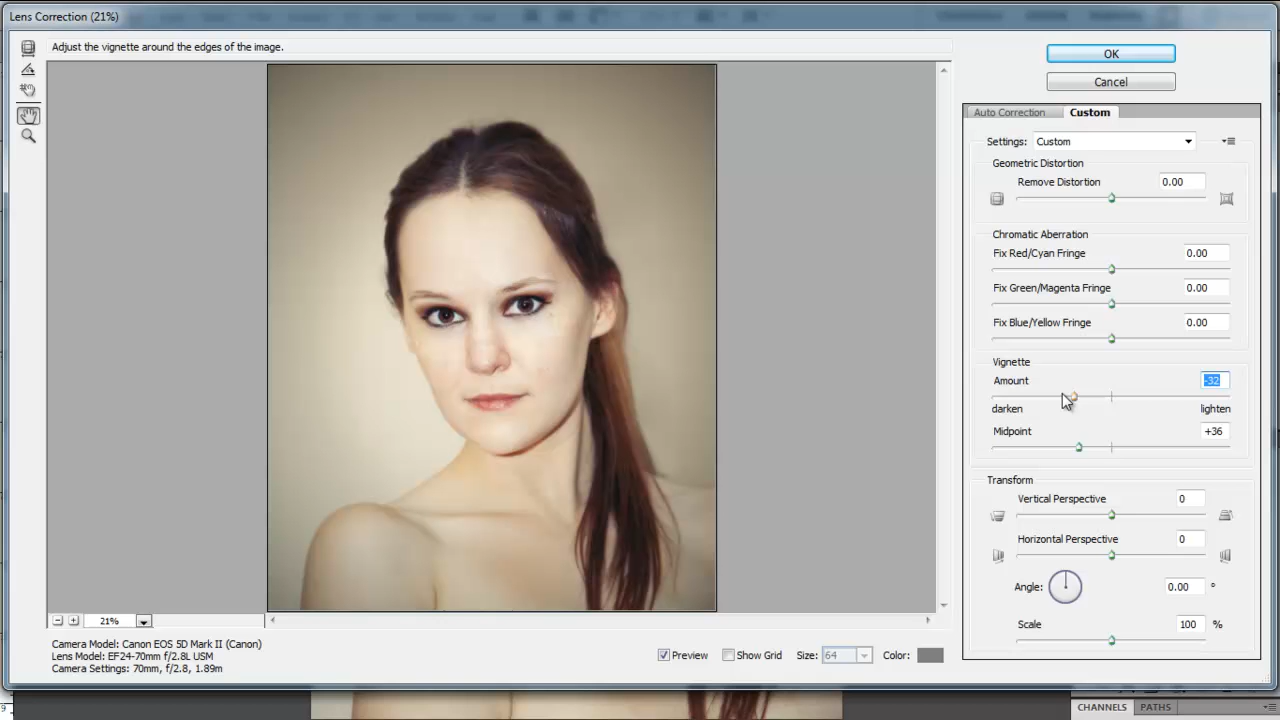 Lens Correction (21%)
Adjust the vignette around the edges of the image.
OK
Cancel
Auto Correction Custom
Settings: Custom
Geometric Distortion
Remove Distortion 0.00
Chromatic Aberration
Fix Red/Cyan Fringe 0.00
Fix Green/Magenta Fringe 0.00
Fix Blue/Yellow Fringe 0.00
Vignette
Amount -32
darken lighten
Midpoint +36
Transform
Vertical Perspective 0
Horizontal Perspective 0
Angle: 0.00 °
Scale 100 %
21%
Camera Model: Canon EOS 5D Mark II (Canon)
Lens Model: EF24-70mm f/2.8L USM
Camera Settings: 70mm, f/2.8, 1.89m
Preview Show Grid Size: 64 Color:
9
CHANNELS PATHS